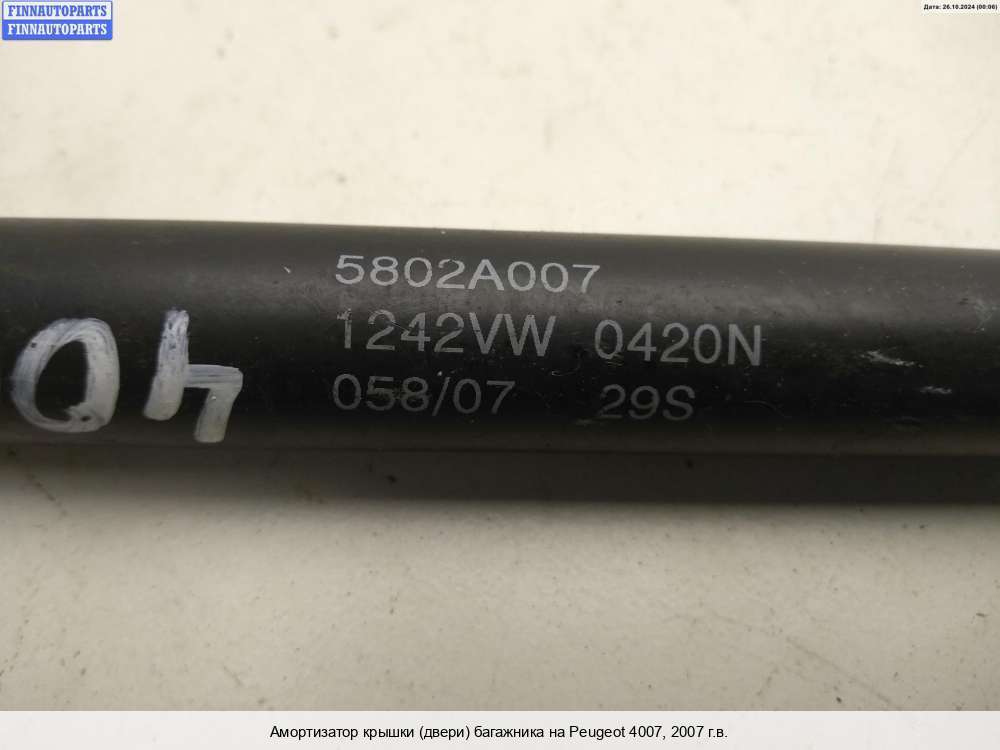 FINNAUTOPARTS
FINNAUTOPARTS
Дата: 26.10.2024 (00:06)
5802A007
1242VW 0420N
058/07 29S
40
Амортизатор крышки (двери) багажника на Peugeot 4007, 2007 г.в.